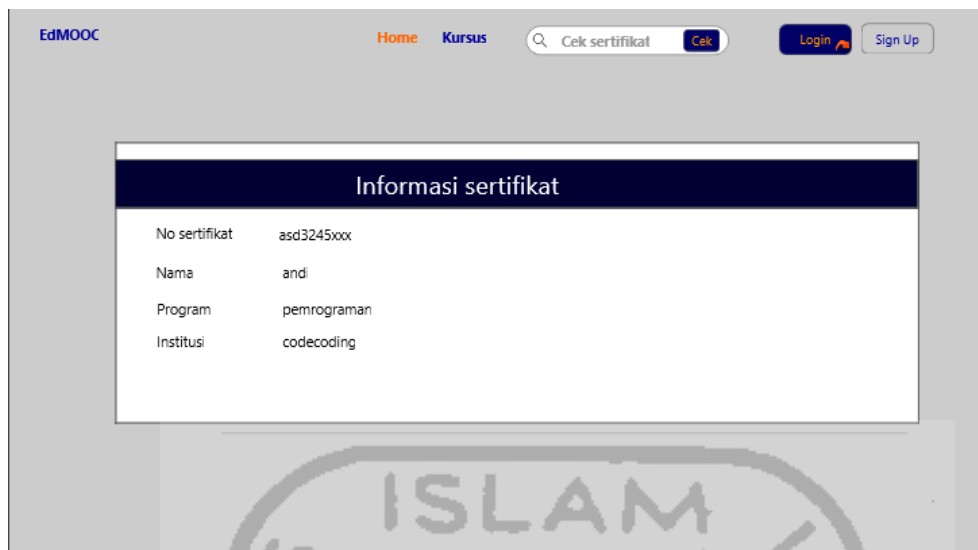 EdMOOC Home Kursus Cek sertifikat Cek Login Sign Up
Informasi sertifikat
No sertifikat asd3245xxx
Nama andi
Program pemrograman
Institusi codecoding
ISLAM